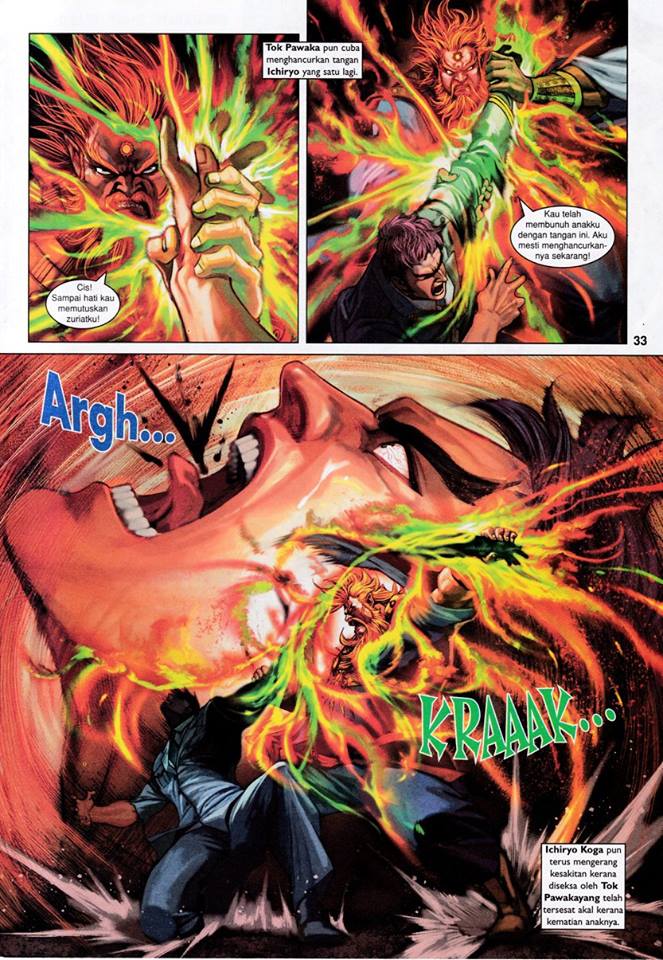 Tok Pawaka pun cuba
menghancurkan tangan
Ichiryo yang satu lagi.
Cis!
Sampai hati kau
memutuskan
zuriatku!
Kau telah
membunuh anakku
dengan tangan ini. Aku
mesti menghancurkan-
nya sekarang!
33
Argh...
KRAAAK...
Ichiryo Koga pun
terus mengerang
kesakitan kerana
diseksa oleh Tok
Pawakayang telah
tersesat akal kerana
kematian anaknya.